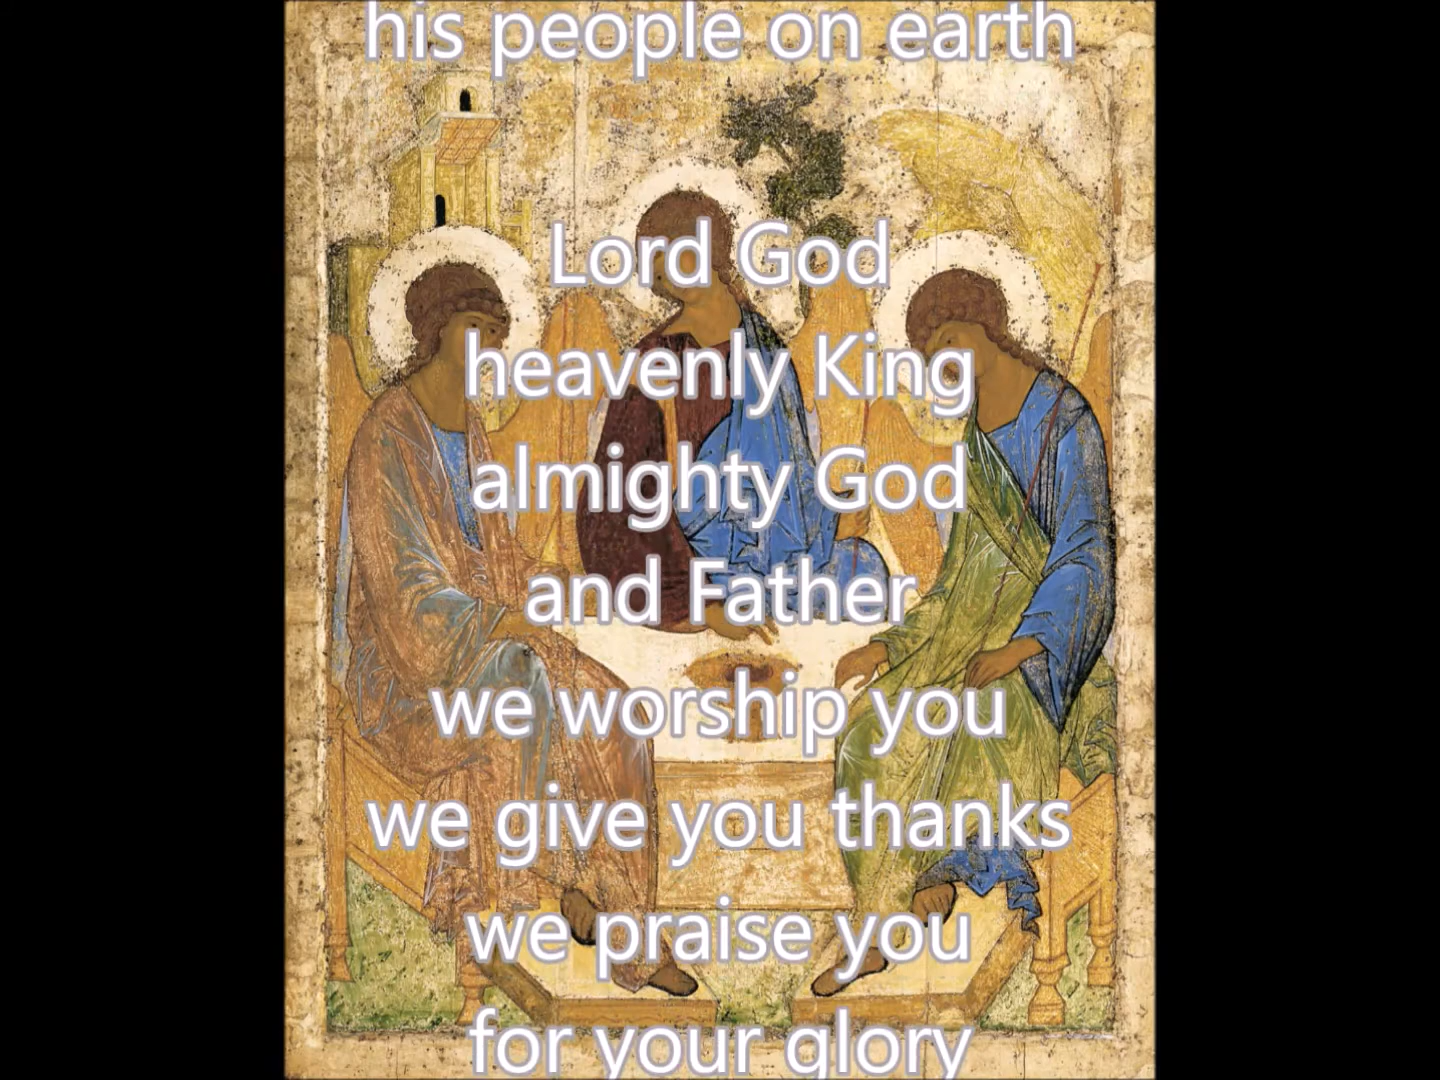 his people on earth
Lord God
heavenly King
almighty God
and Father
we worship you
we give you thanks
we praise you
for your glory